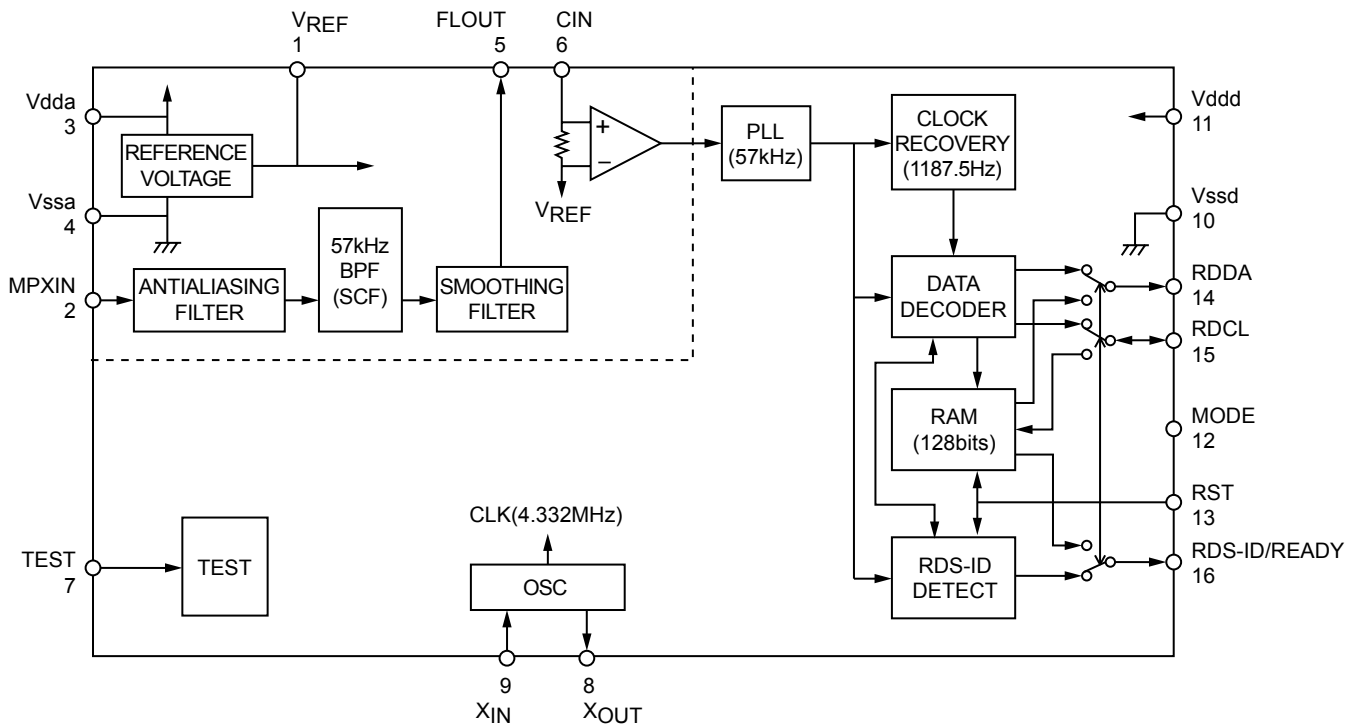 VREF
1
FLOUT
5
CIN
6
Vdda
3
REFERENCE
VOLTAGE
Vssa
4
MPXIN
2
ANTIALIASING
FILTER
57kHz
BPF
(SCF)
SMOOTHING
FILTER
+
−
VREF
PLL
(57kHz)
CLOCK
RECOVERY
(1187.5Hz)
DATA
DECODER
RAM
(128bits)
RDS-ID
DETECT
Vddd
11
Vssd
10
RDDA
14
RDCL
15
MODE
12
RST
13
RDS-ID/READY
16
TEST
7
TEST
CLK(4.332MHz)
OSC
9
XIN
8
XOUT